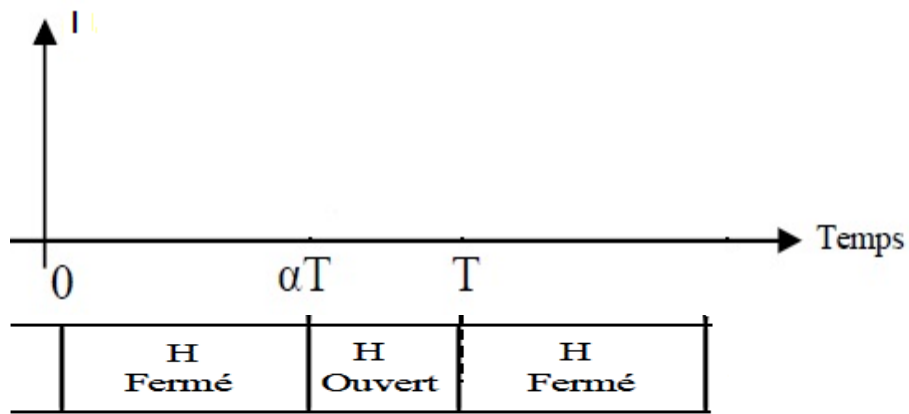 I
Temps
0 αT T
H H H
Fermé Ouvert Fermé